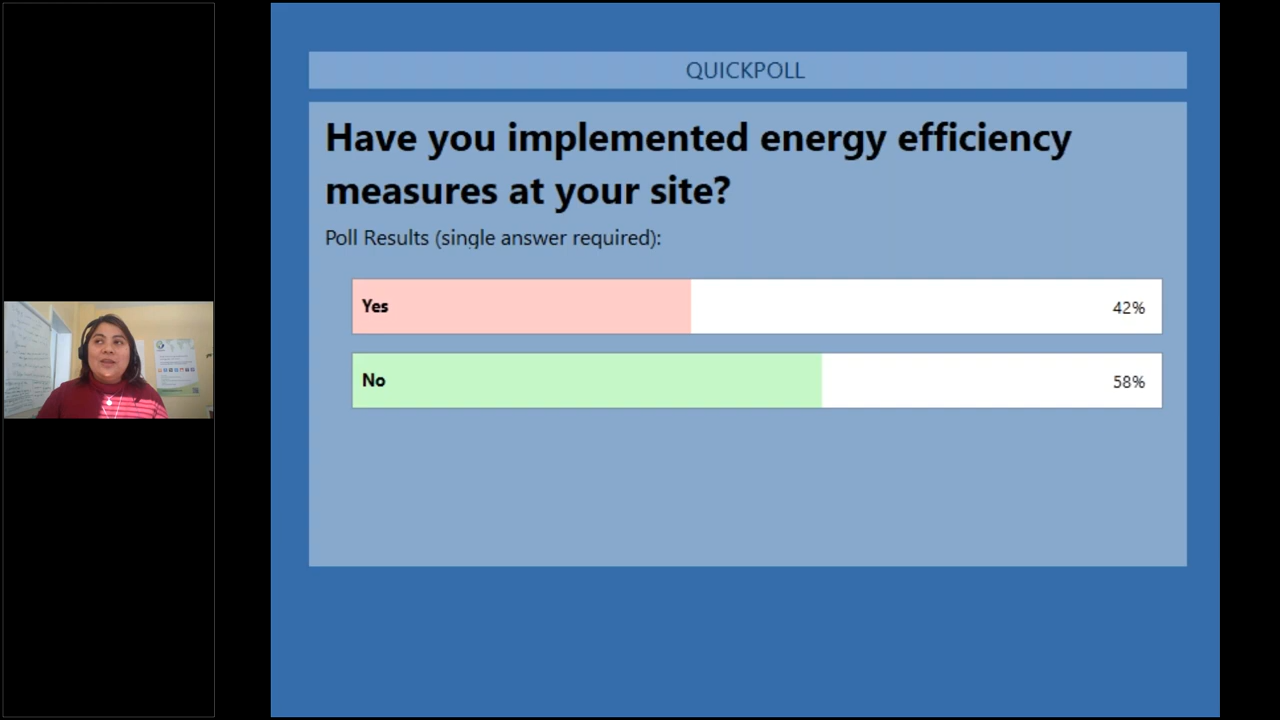 QUICKPOLL
Have you implemented energy efficiency
measures at your site?
Poll Results (single answer required):
Yes 42%
No 58%